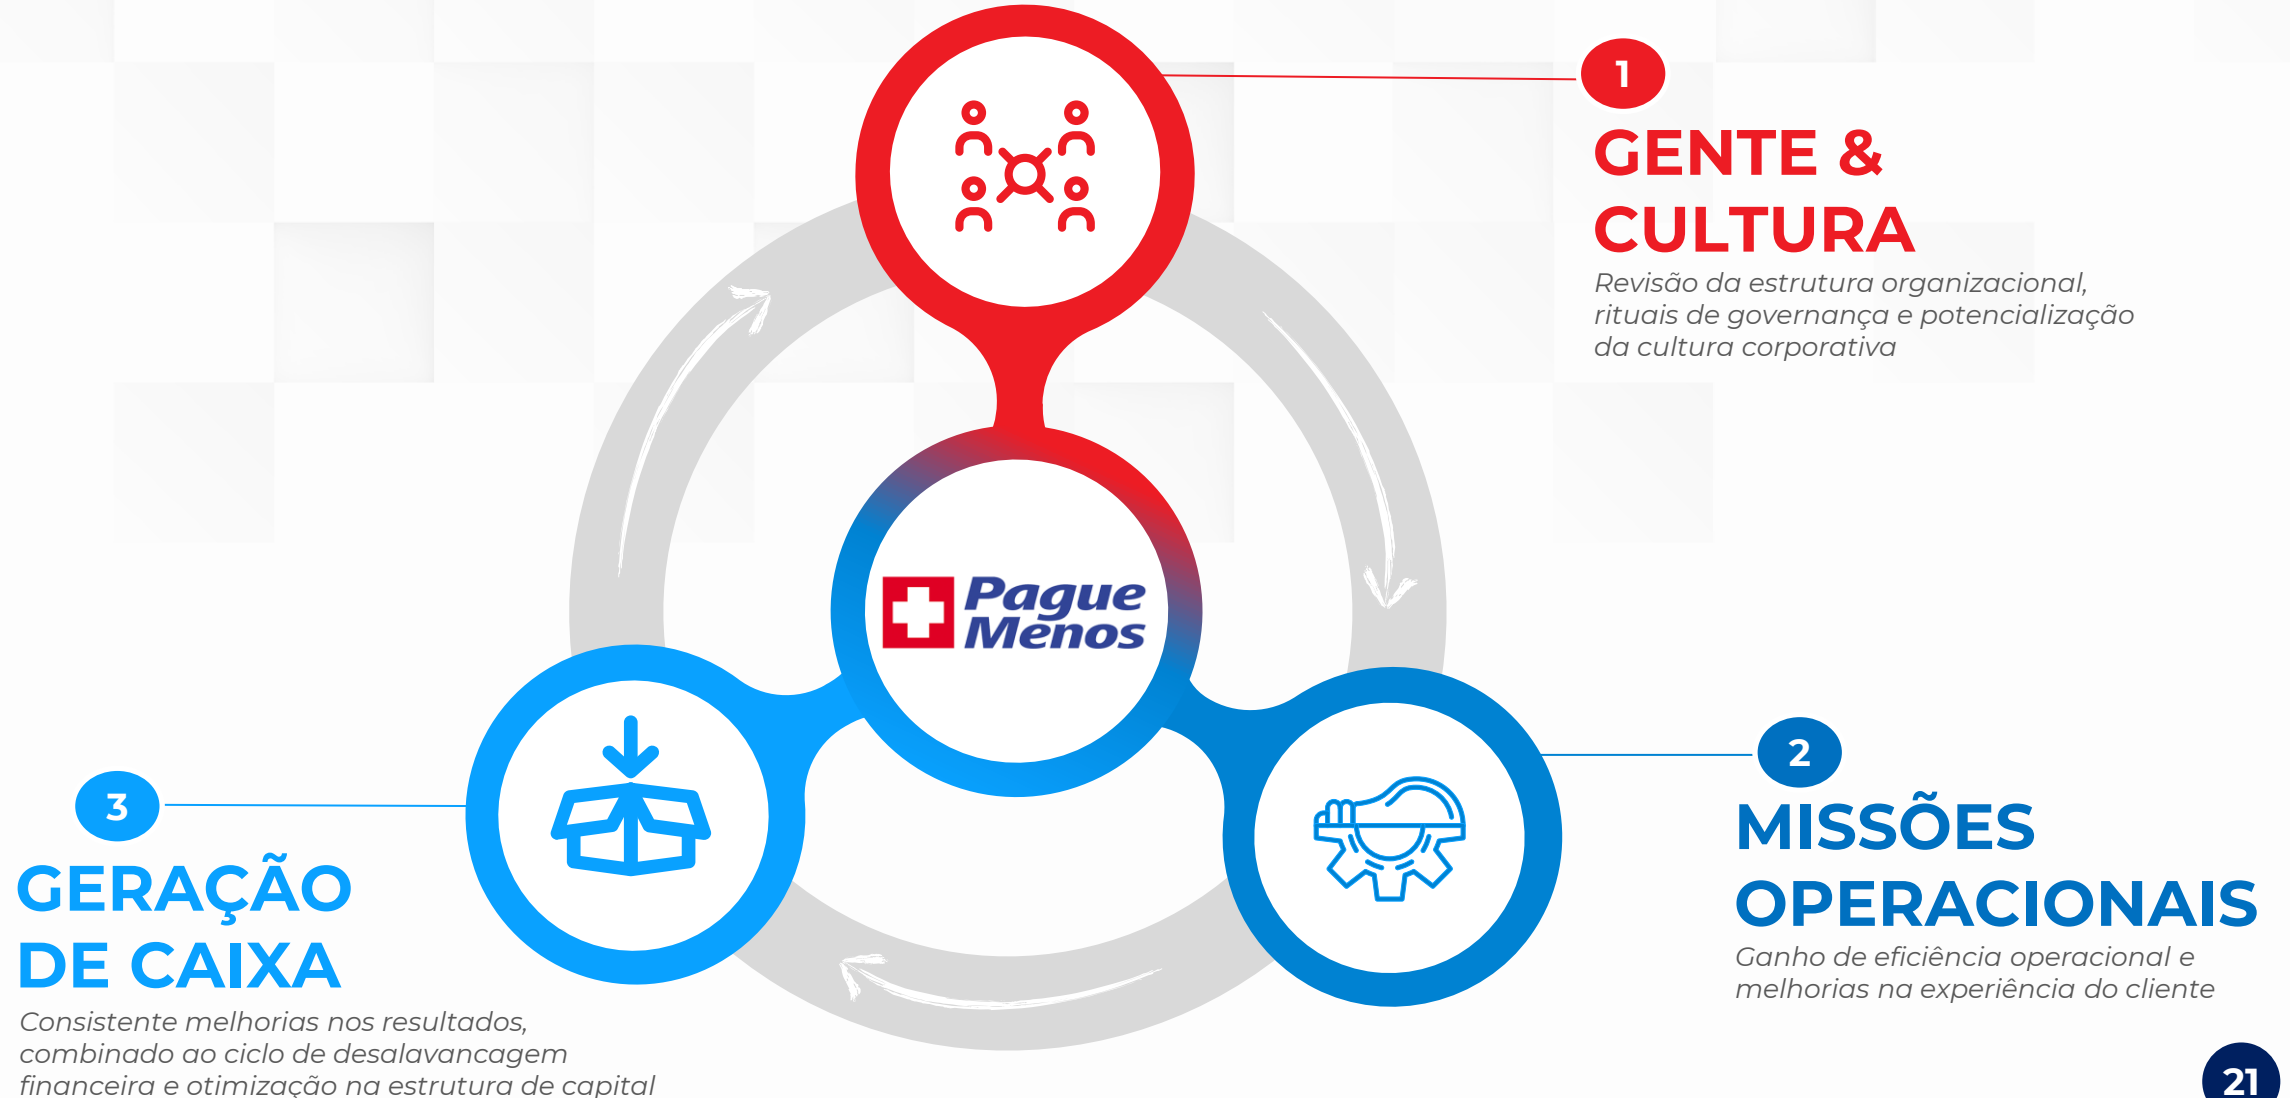 1
GENTE &
CULTURA
Revisão da estrutura organizacional,
rituais de governança e potencialização
da cultura corporativa
Pague
Menos
2
MISSÕES
OPERACIONAIS
Ganho de eficiência operacional e
melhorias na experiência do cliente
3
GERAÇÃO
DE CAIXA
Consistente melhorias nos resultados,
combinado ao ciclo de desalavancagem
financeira e otimização na estrutura de capital
21